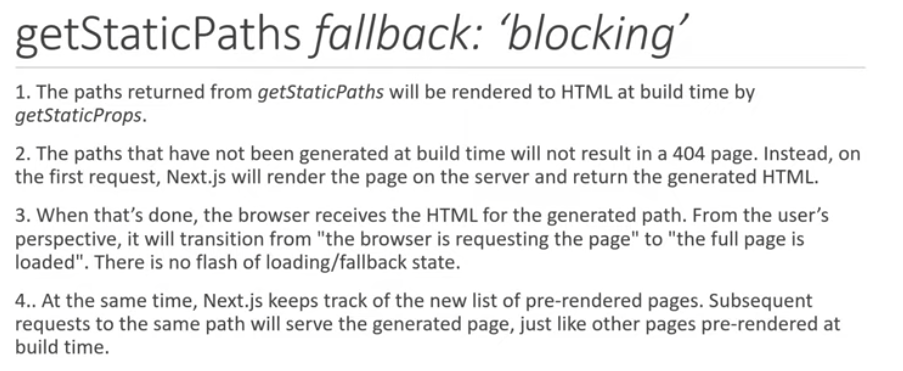 getStaticPaths fallback: ‘blocking’
1. The paths returned from getStaticPaths will be rendered to HTML at build time by
getStaticProps.
2. The paths that have not been generated at build time will not result in a 404 page. Instead, on
the first request, Next.js will render the page on the server and return the generated HTML.
3. When that’s done, the browser receives the HTML for the generated path. From the user’s
perspective, it will transition from "the browser is requesting the page" to "the full page is
loaded". There is no flash of loading/fallback state.
4.. At the same time, Next.js keeps track of the new list of pre-rendered pages. Subsequent
requests to the same path will serve the generated page, just like other pages pre-rendered at
build time.